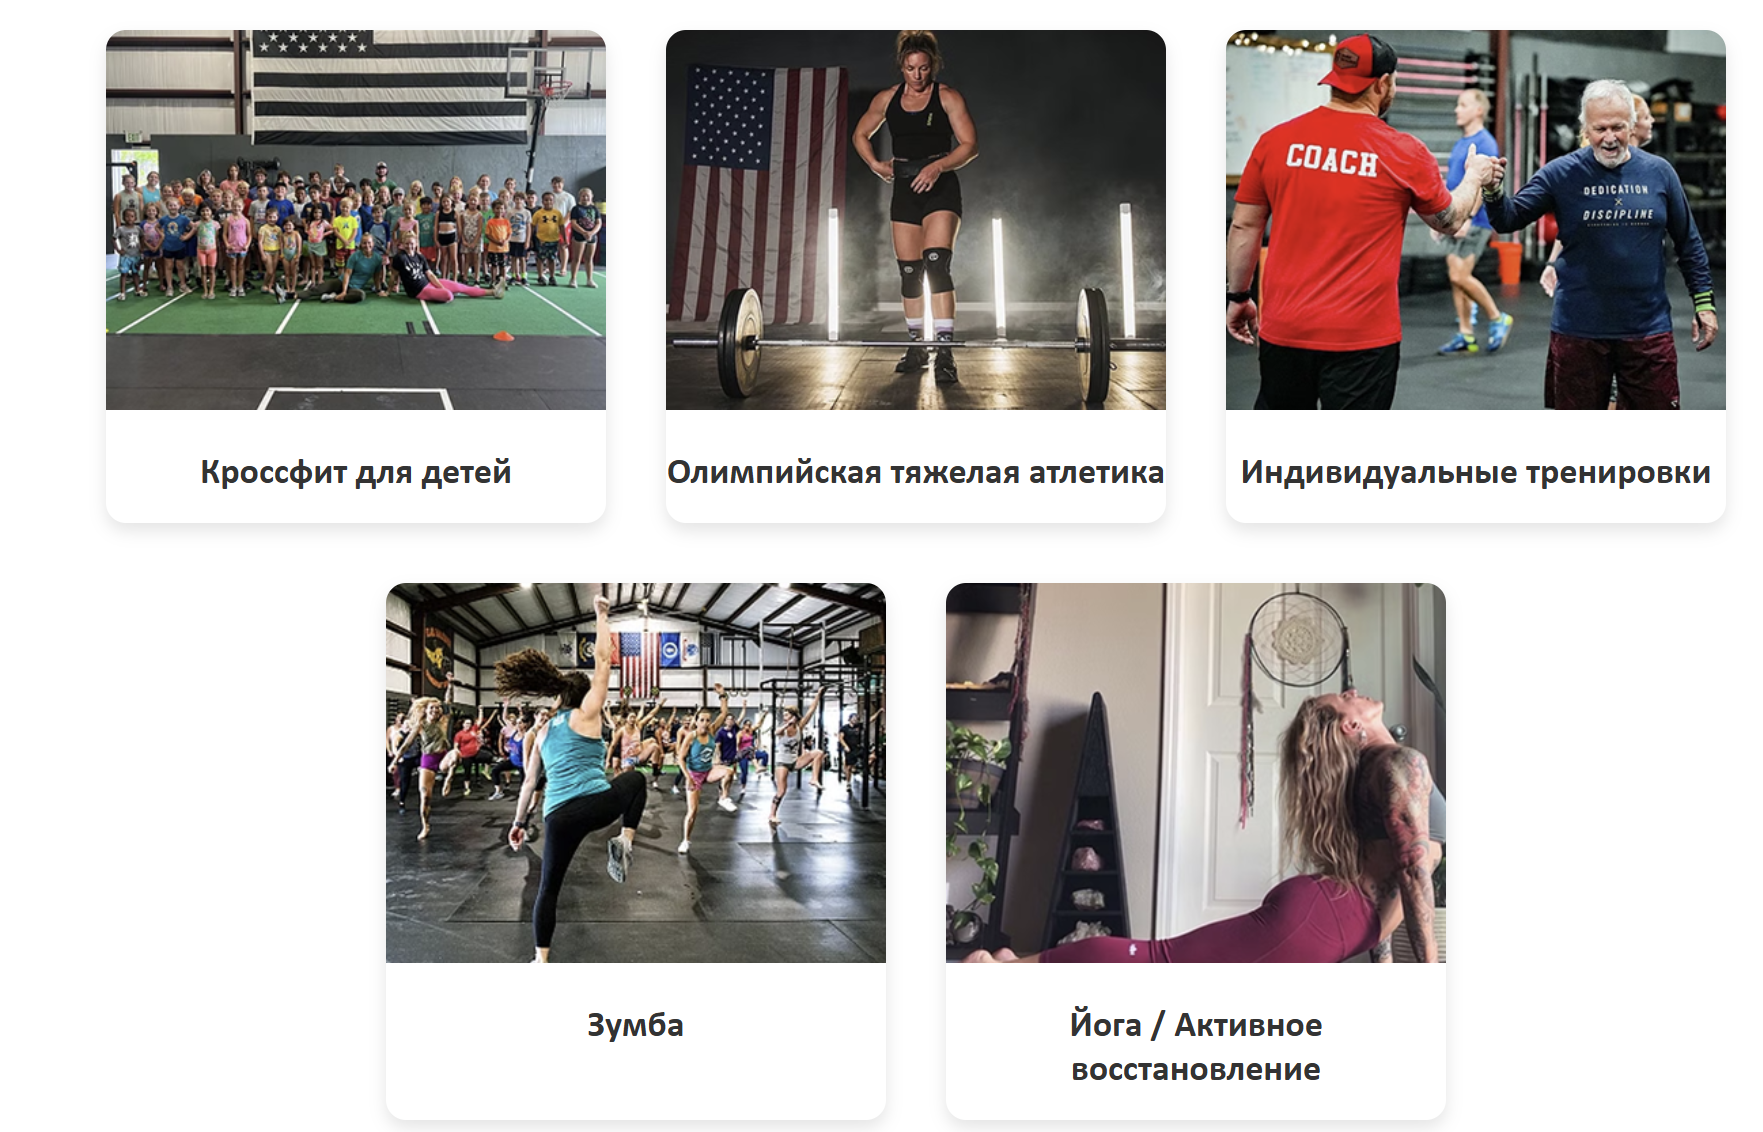 COACH
DEDICATION
X
DISCIPLINE
Кроссфит для детей
Олимпийская тяжелая атлетика
Индивидуальные тренировки
Зумба
Йога / Активное
восстановление